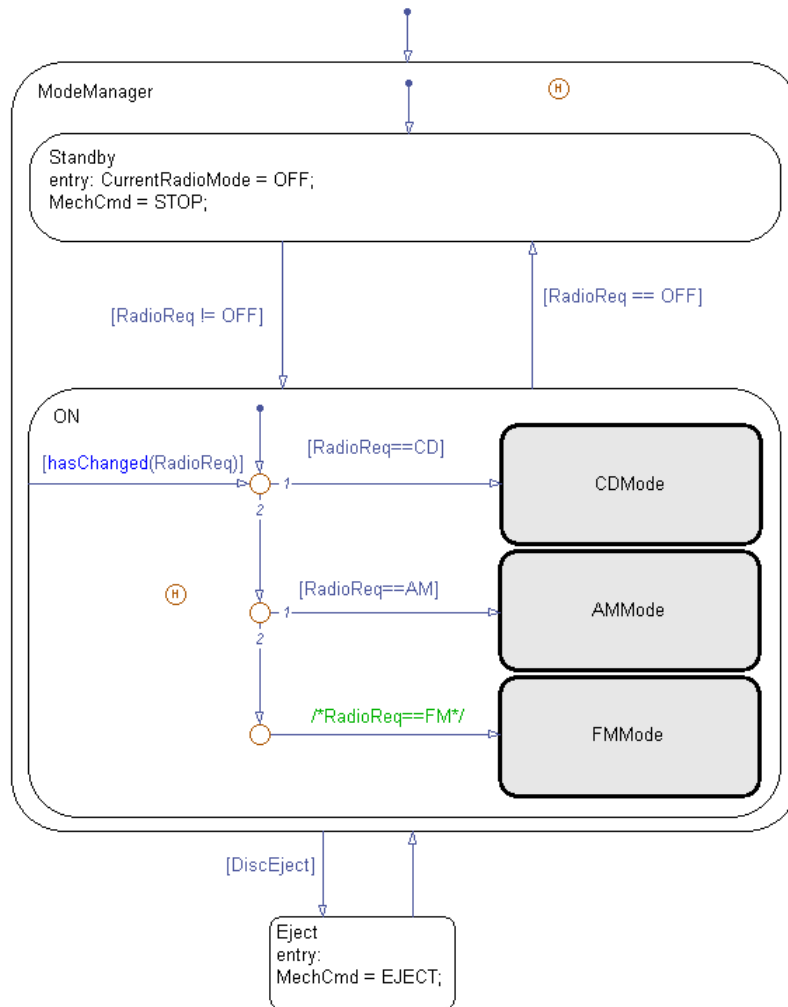 ModeManager
H
Standby
entry: CurrentRadioMode = OFF;
MechCmd = STOP;
[RadioReq != OFF]
[RadioReq == OFF]
ON
[hasChanged(RadioReq)]
[RadioReq==CD]
1
CDMode
2
H
[RadioReq==AM]
1
AMMode
2
/*RadioReq==FM*/
FMMode
[DiscEject]
Eject
entry:
MechCmd = EJECT;